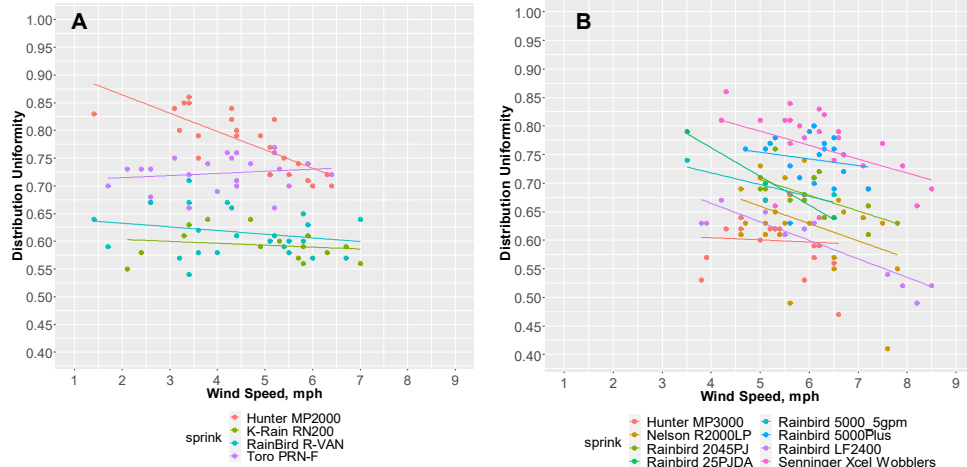 A
Distribution Uniformity
1.00
0.95
0.90
0.85
0.80
0.75
0.70
0.65
0.60
0.55
0.50
0.45
0.40
1 2 3 4 5 6 7 8 9
Wind Speed, mph
sprink
Hunter MP2000
K-Rain RN200
RainBird R-VAN
Toro PRN-F
B
Distribution Uniformity
1.00
0.95
0.90
0.85
0.80
0.75
0.70
0.65
0.60
0.55
0.50
0.45
0.40
1 2 3 4 5 6 7 8 9
Wind Speed, mph
sprink
Hunter MP3000
Nelson R2000LP
Rainbird 2045PJ
Rainbird 25PJDA
Rainbird 5000_5gpm
Rainbird 5000Plus
Rainbird LF2400
Senninger Xcel Wobblers